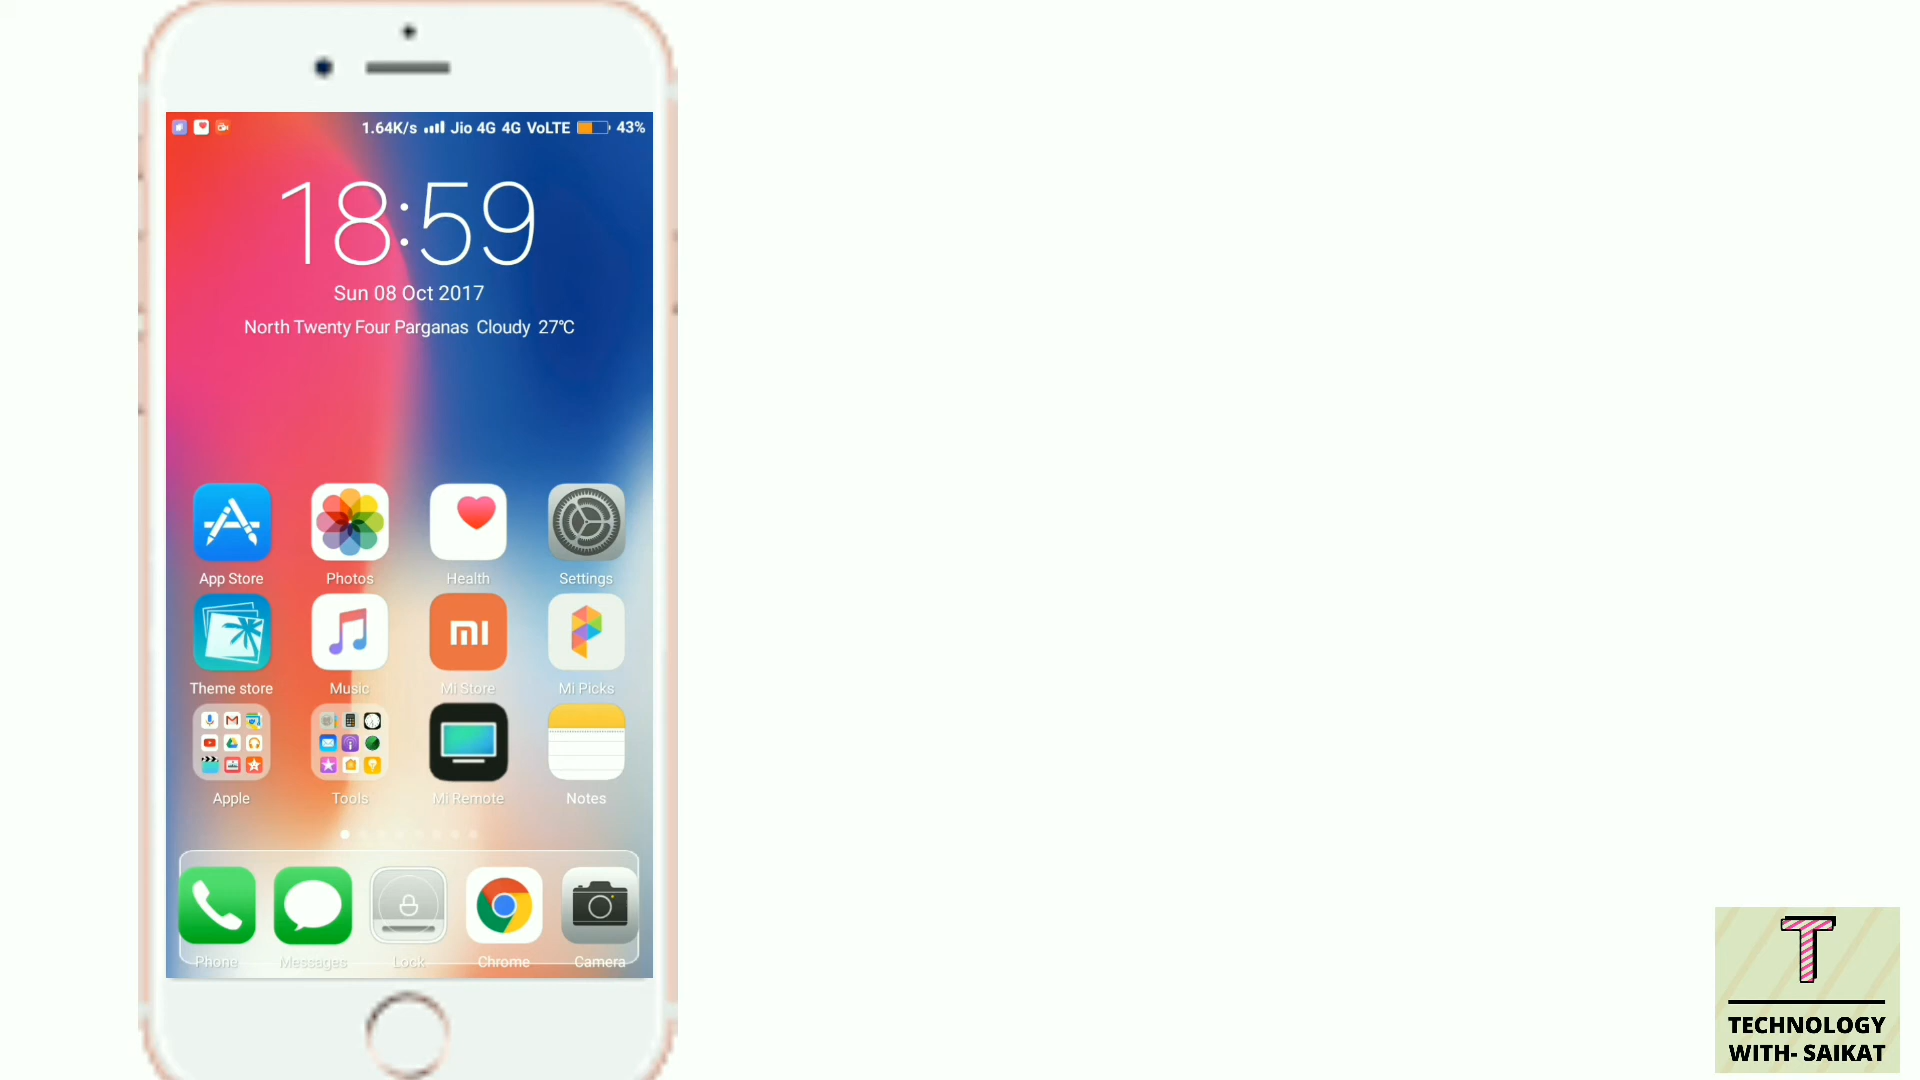 1.64K/s Jio 4G 4G VoLTE 43%
18:59
Sun 08 Oct 2017
North Twenty Four Parganas Cloudy 27℃
App Store Photos Health Settings
mi
Theme store Music Mi Store Mi Picks
Apple Tools Mi Remote Notes
Phone Messages Lock Chrome Camera
T
TECHNOLOGY
WITH- SAIKAT